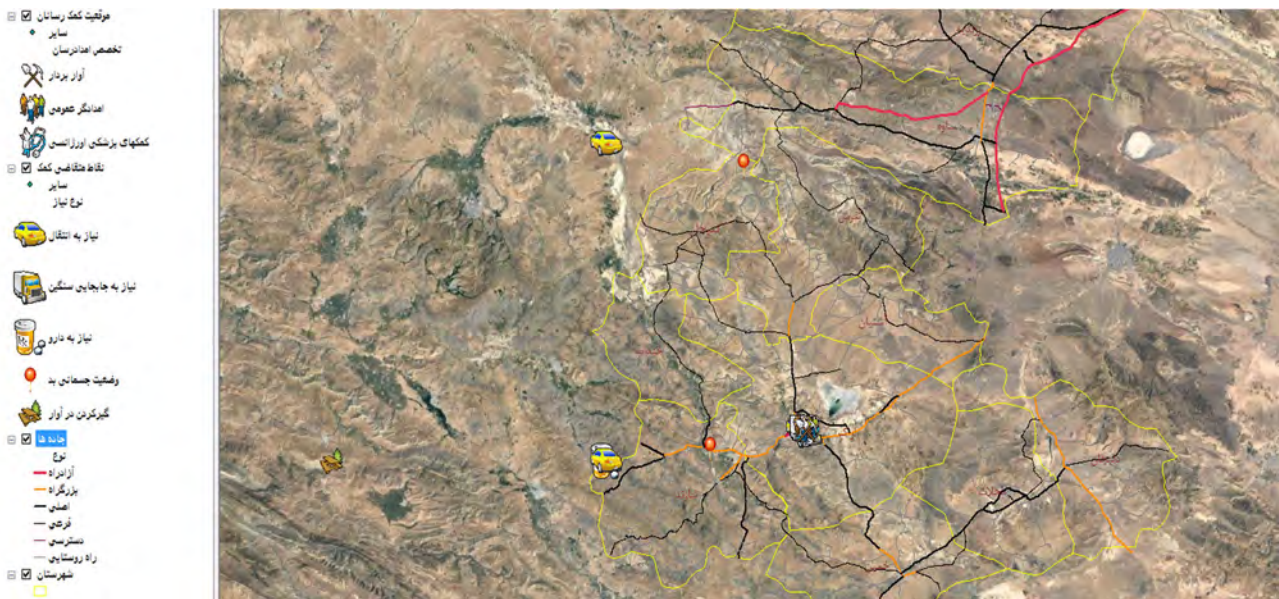 موقعیت کمک رسانان
سایر
تخصص امدادرسان
آوار بردار
امدادگر عمومی
کمکهای پزشکی اورژانسی
نقاط متقاضی کمک
سایر
نوع نیاز
نیاز به انتقال
نیاز به جابجایی سنگین
نیاز به دارو
وضعیت جسمانی بد
گیرکردن در آوار
جاده ها
نوع
آزادراه
بزرگراه
اصلی
فرعی
دسترسی
راه روستایی
شهرستان
ساوه
آشتیان